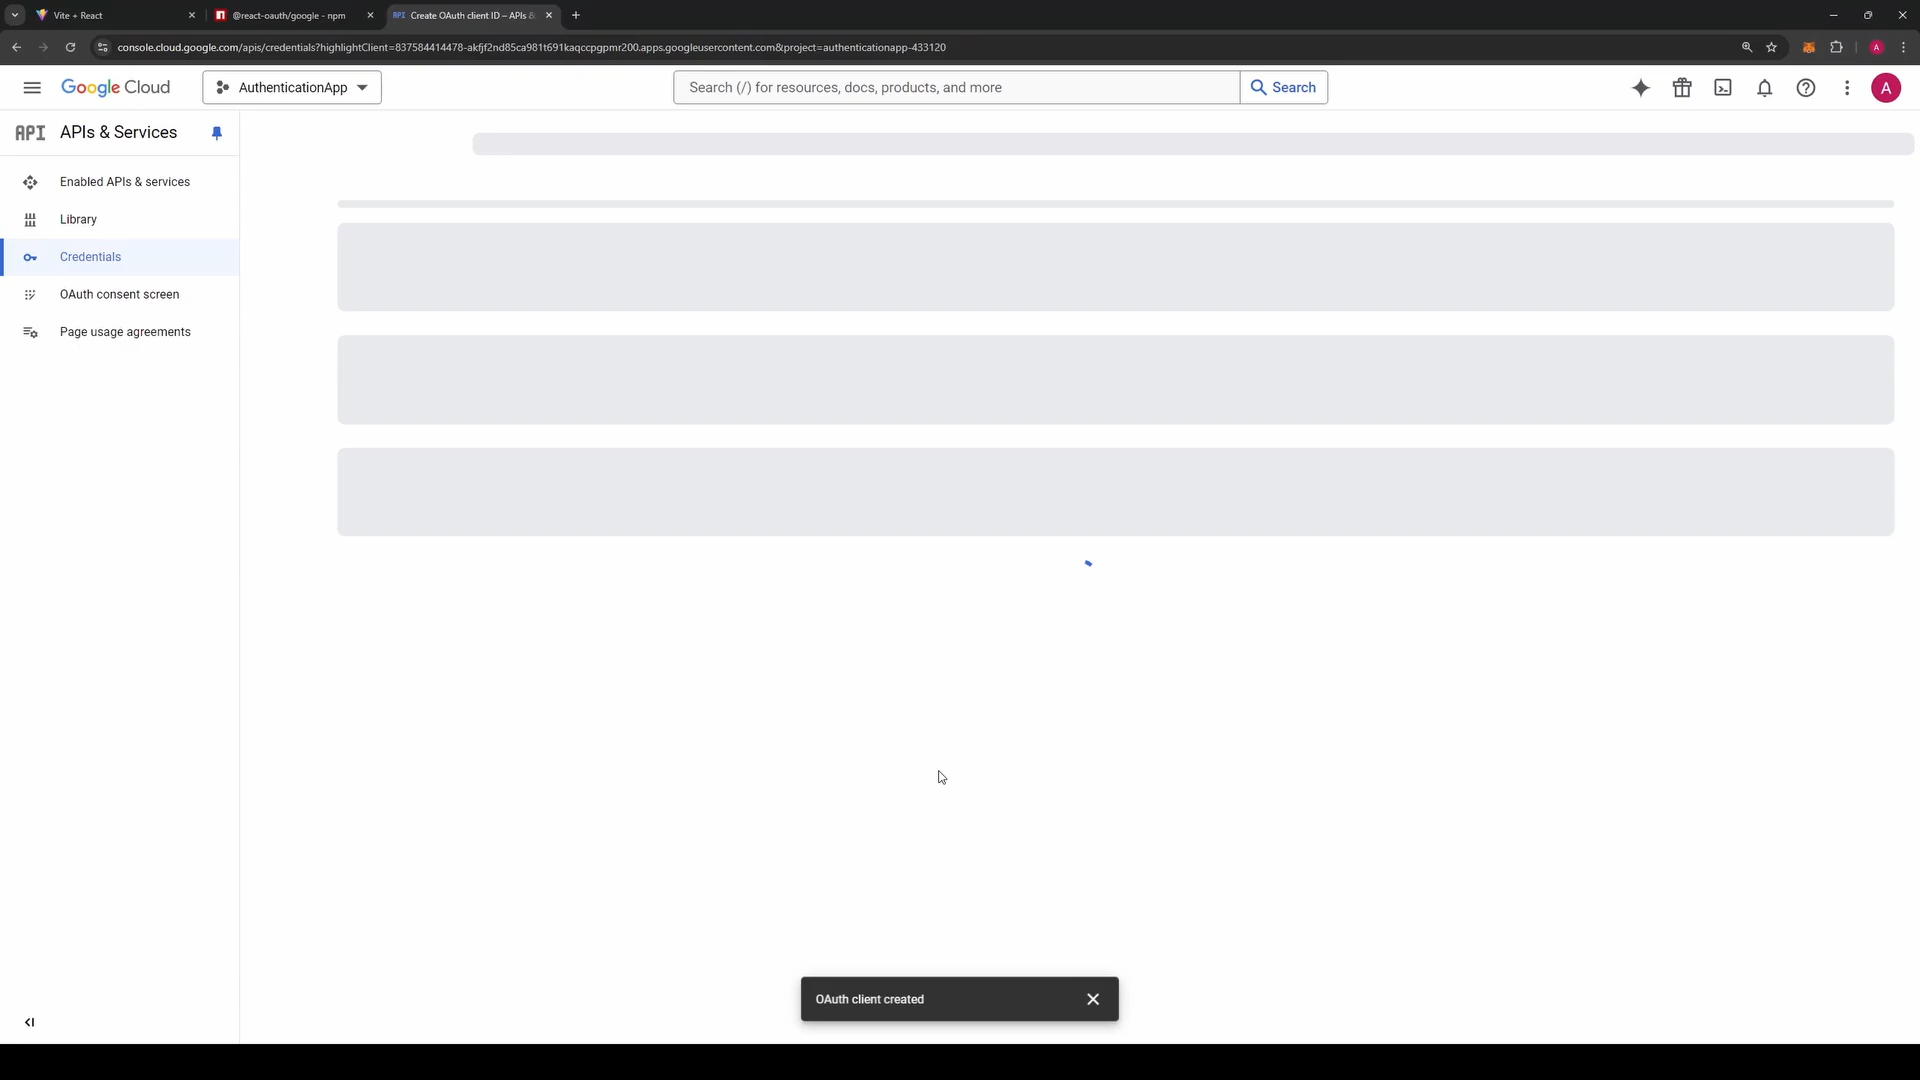 Vite + React
@react-oauth/google - npm
API Create OAuth client ID – APIs &
console.cloud.google.com/apis/credentials?highlightClient=837584414478-akfjf2nd85ca981t691kaqccpgpmr200.apps.googleusercontent.com&project=authenticationapp-433120
A
Google Cloud
AuthenticationApp
Search (/) for resources, docs, products, and more
Search
A
API APIs & Services
Enabled APIs & services
Library
Credentials
OAuth consent screen
Page usage agreements
OAuth client created